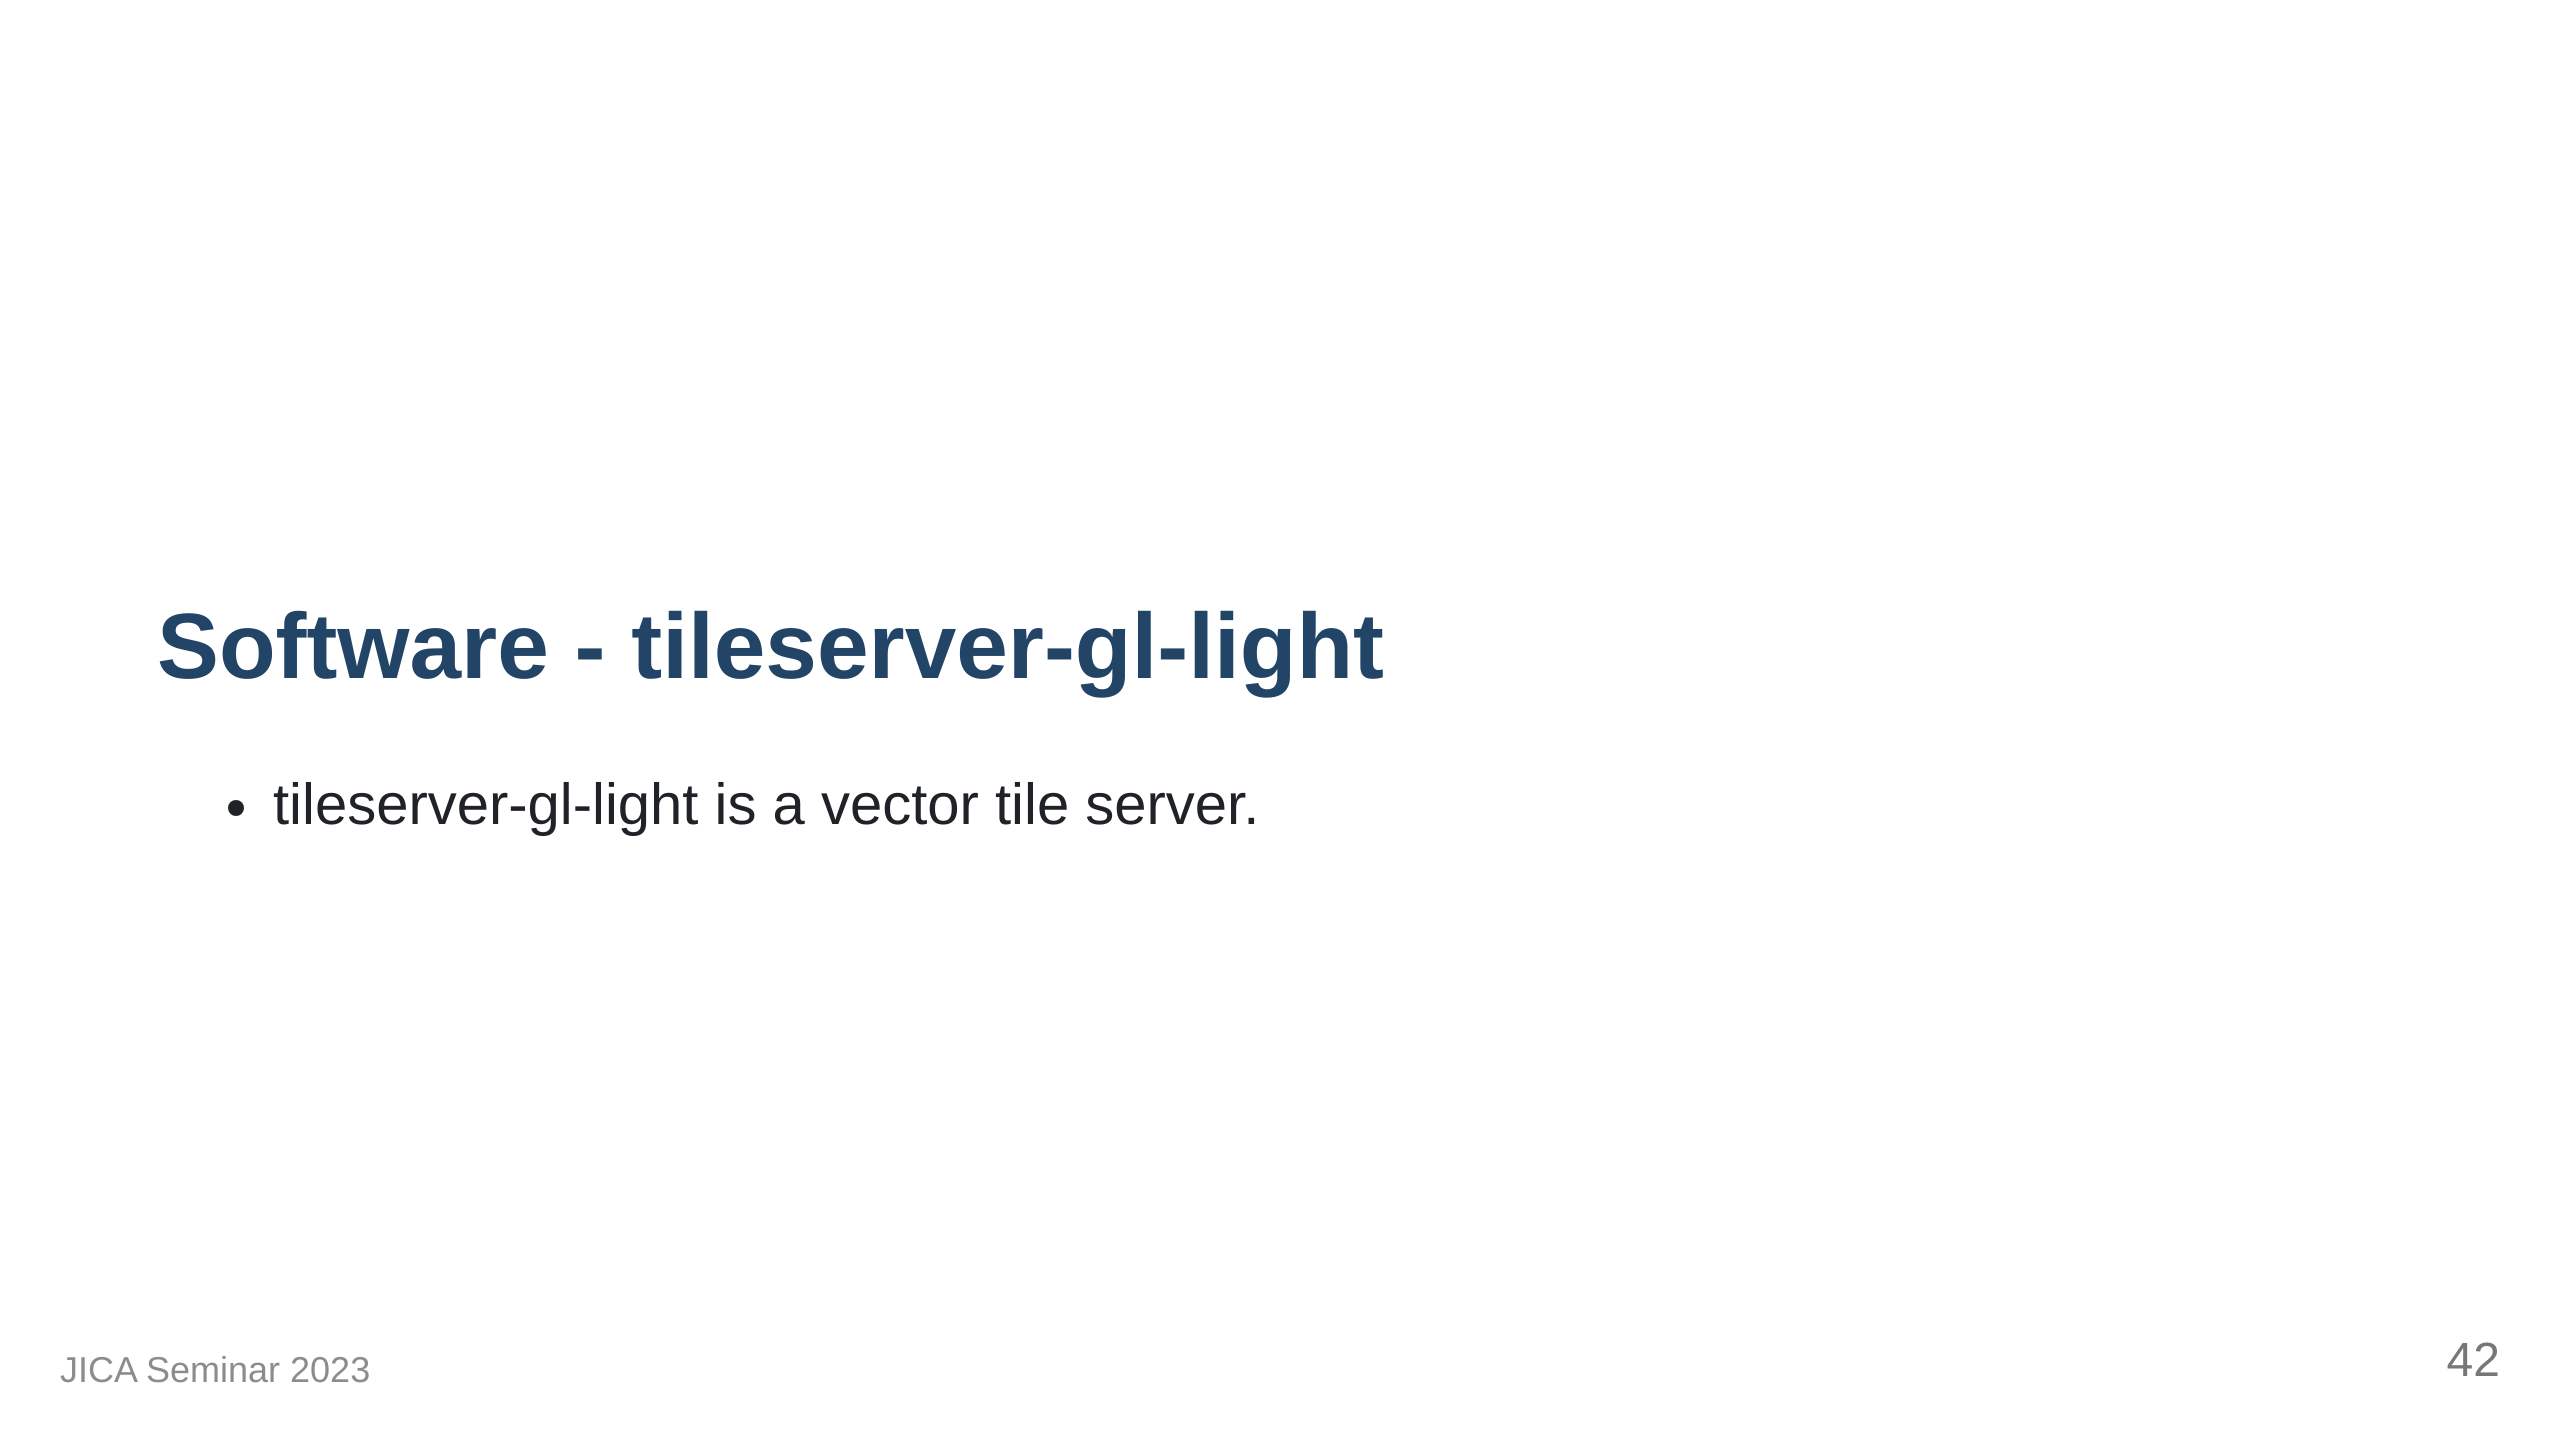 Software - tileserver-gl-light
• tileserver-gl-light is a vector tile server.
JICA Seminar 2023
42